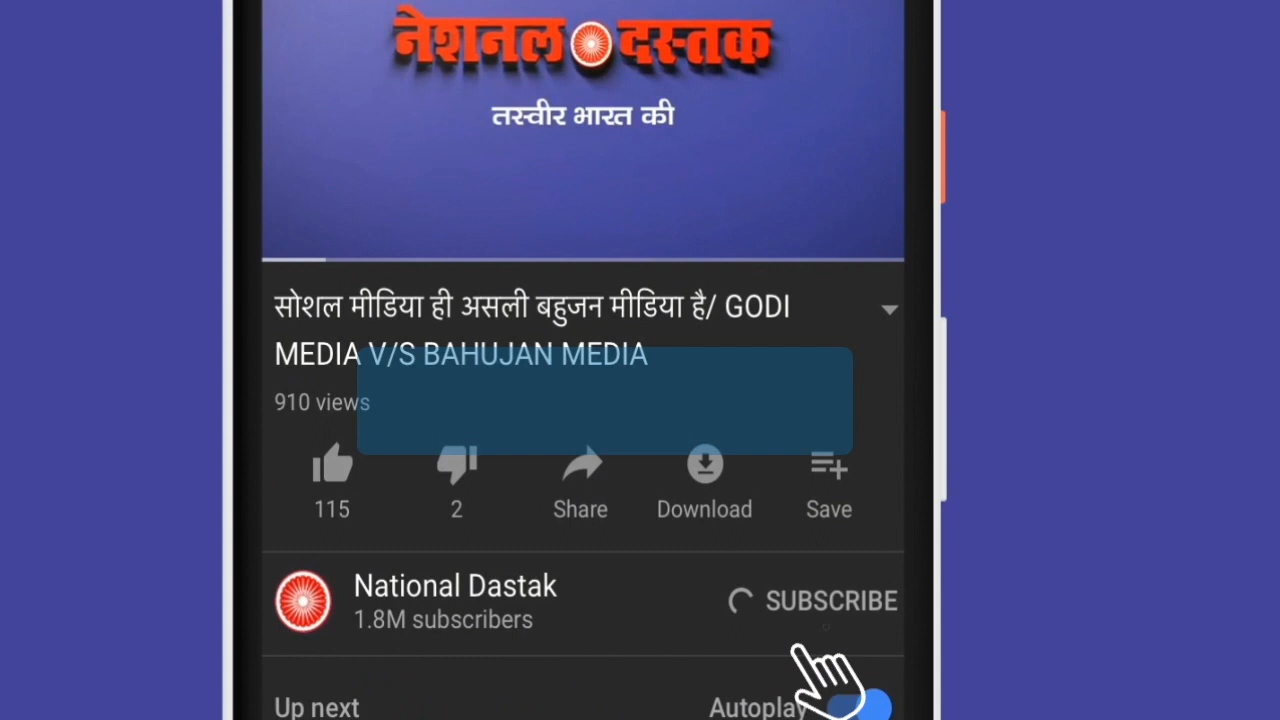 नेशनल दस्तक
तस्वीर भारत की
सोशल मीडिया ही असली बहुजन मीडिया है/ GODI
MEDIA V/S BAHUJAN MEDIA
910 views
115
2
Share
Download
Save
National Dastak
SUBSCRIBE
1.8M subscribers
Up next
Autoplay